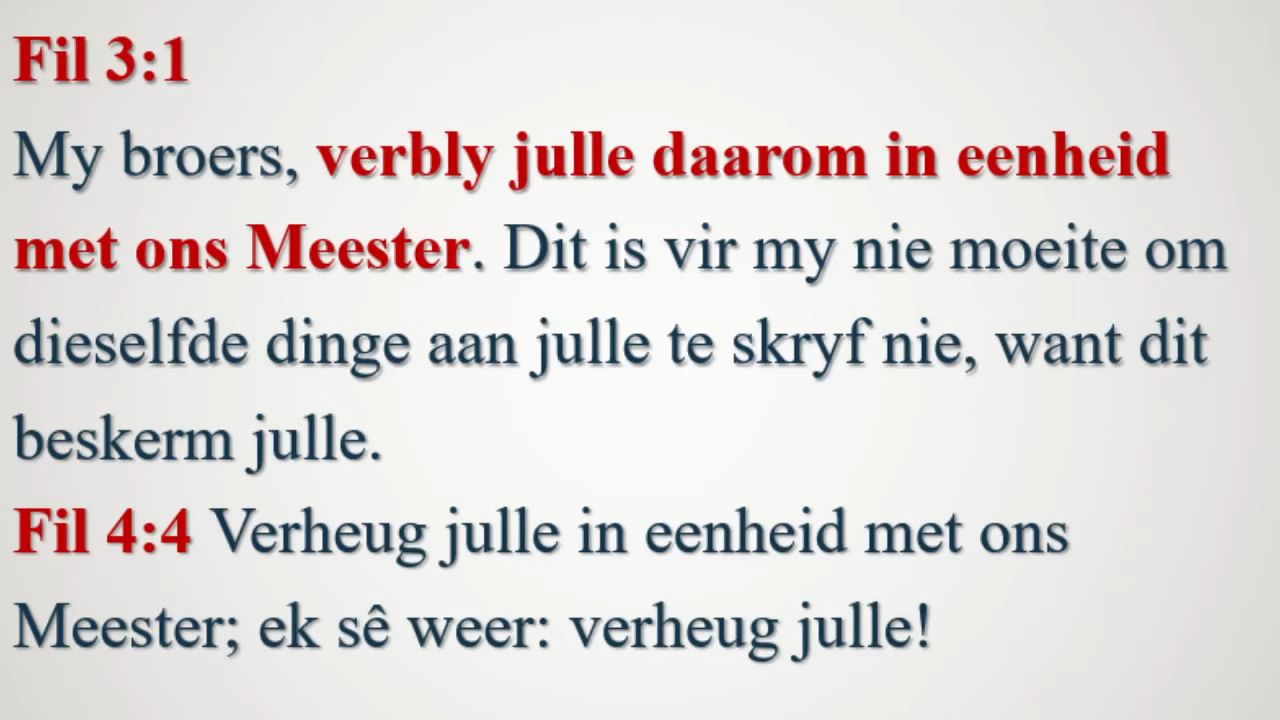 Fil 3:1
My broers, verbly julle daarom in eenheid
met ons Meester. Dit is vir my nie moeite om
dieselfde dinge aan julle te skryf nie, want dit
beskerm julle.
Fil 4:4 Verheug julle in eenheid met ons
Meester; ek sê weer: verheug julle!